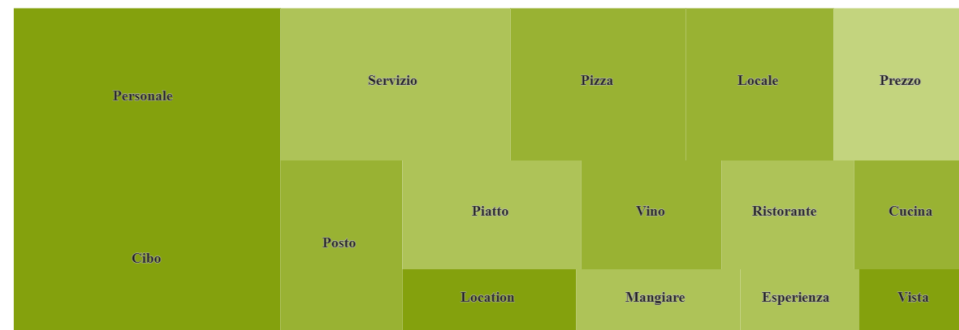 Personale
Servizio
Pizza
Locale
Prezzo
Cibo
Posto
Piatto
Vino
Ristorante
Cucina
Location
Mangiare
Esperienza
Vista